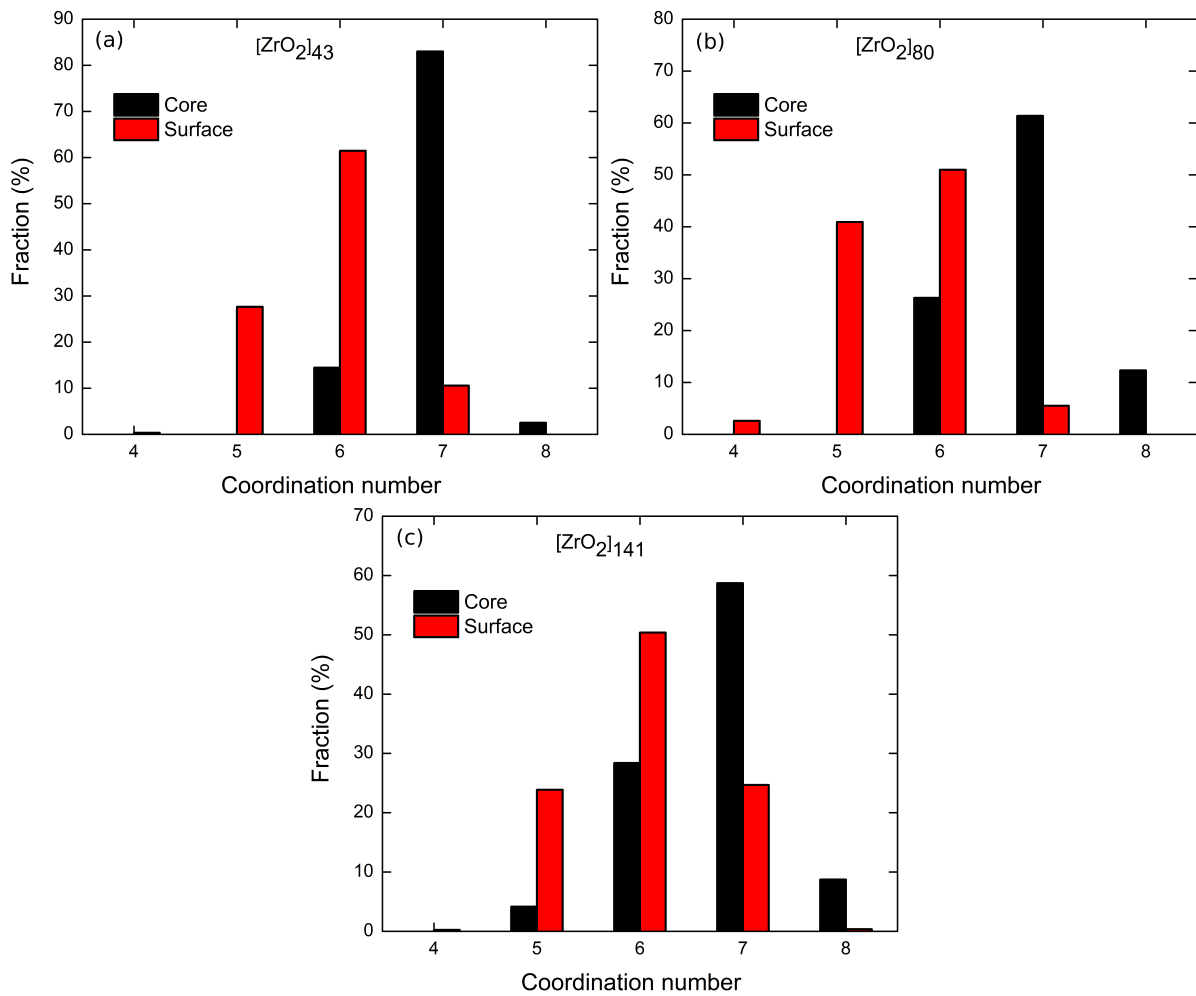 (a)
[ZrO2]43
Core
Surface
Fraction (%)
90
80
70
60
50
40
30
20
10
0
4 5 6 7 8
Coordination number
(b)
[ZrO2]80
Core
Surface
Fraction (%)
80
70
60
50
40
30
20
10
0
4 5 6 7 8
Coordination number
(c)
[ZrO2]141
Core
Surface
Fraction (%)
70
60
50
40
30
20
10
0
4 5 6 7 8
Coordination number